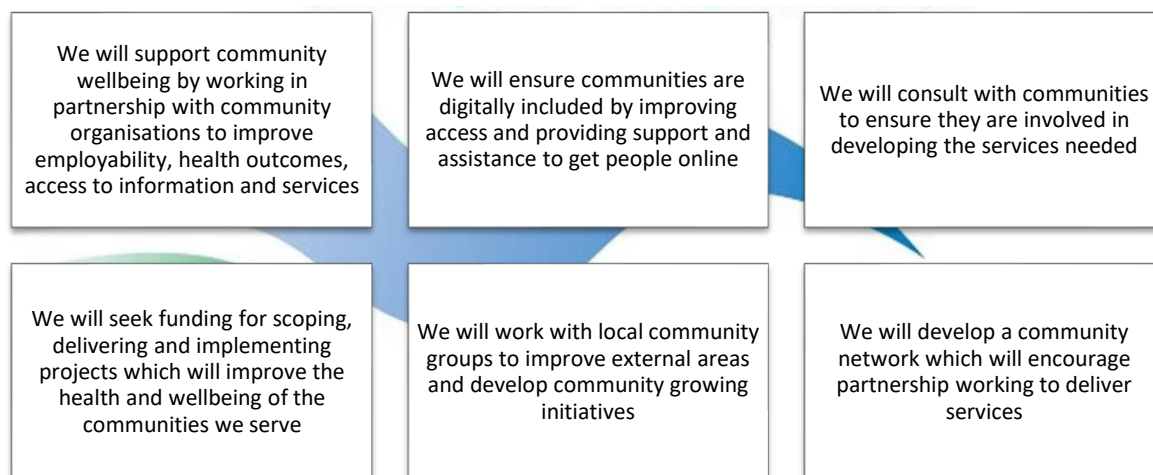 We will support community
wellbeing by working in
partnership with community
organisations to improve
employability, health outcomes,
access to information and services
We will ensure communities are
digitally included by improving
access and providing support and
assistance to get people online
We will consult with communities
to ensure they are involved in
developing the services needed
We will seek funding for scoping,
delivering and implementing
projects which will improve the
health and wellbeing of the
communities we serve
We will work with local community
groups to improve external areas
and develop community growing
initiatives
We will develop a community
network which will encourage
partnership working to deliver
services